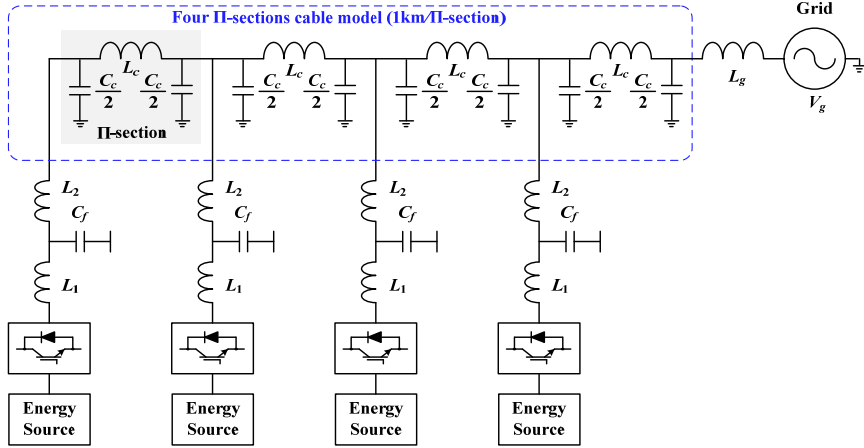 Four Π-sections cable model (1km/Π-section)
Grid
L_c
L_c
L_c
L_c
L_g
C_c/2 C_c/2
C_c/2 C_c/2
C_c/2 C_c/2
C_c/2 C_c/2
V_g
Π-section
L_2
L_2
L_2
L_2
C_f
C_f
C_f
C_f
L_1
L_1
L_1
L_1
Energy
Source
Energy
Source
Energy
Source
Energy
Source